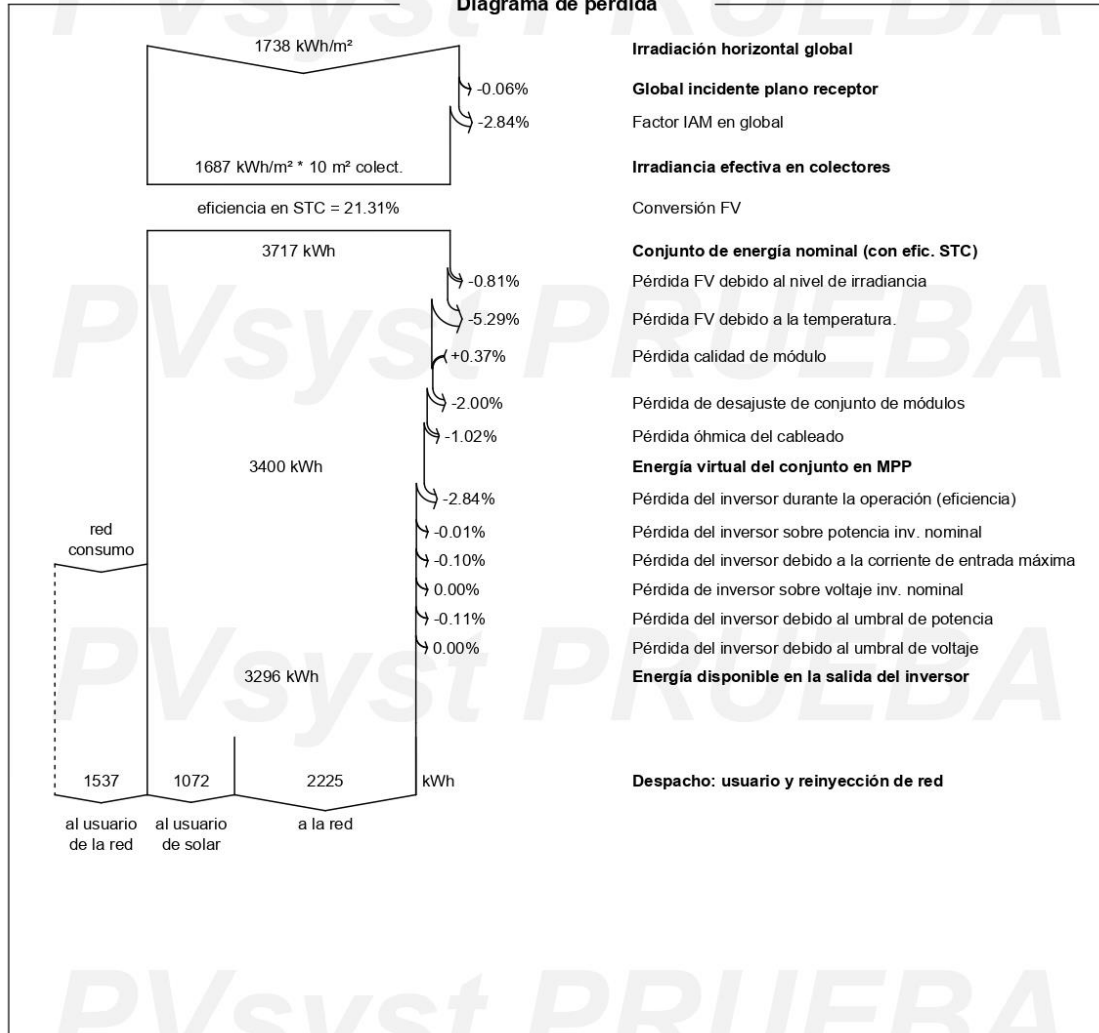 Diagrama de pérdida
1738 kWh/m² Irradiación horizontal global
-0.06% Global incidente plano receptor
-2.84% Factor IAM en global
1687 kWh/m² * 10 m² colect. Irradiancia efectiva en colectores
eficiencia en STC = 21.31% Conversión FV
3717 kWh Conjunto de energía nominal (con efic. STC)
-0.81% Pérdida FV debido al nivel de irradiancia
-5.29% Pérdida FV debido a la temperatura.
+0.37% Pérdida calidad de módulo
-2.00% Pérdida de desajuste de conjunto de módulos
-1.02% Pérdida óhmica del cableado
3400 kWh Energía virtual del conjunto en MPP
-2.84% Pérdida del inversor durante la operación (eficiencia)
red
consumo
-0.01% Pérdida del inversor sobre potencia inv. nominal
-0.10% Pérdida del inversor debido a la corriente de entrada máxima
0.00% Pérdida de inversor sobre voltaje inv. nominal
-0.11% Pérdida del inversor debido al umbral de potencia
0.00% Pérdida del inversor debido al umbral de voltaje
3296 kWh Energía disponible en la salida del inversor
1537 1072 2225 kWh Despacho: usuario y reinyección de red
al usuario al usuario a la red
de la red de solar
PVsyst PRUEBA
PVsyst PRUEBA
PVsyst PRUEBA
PVsyst PRUEBA